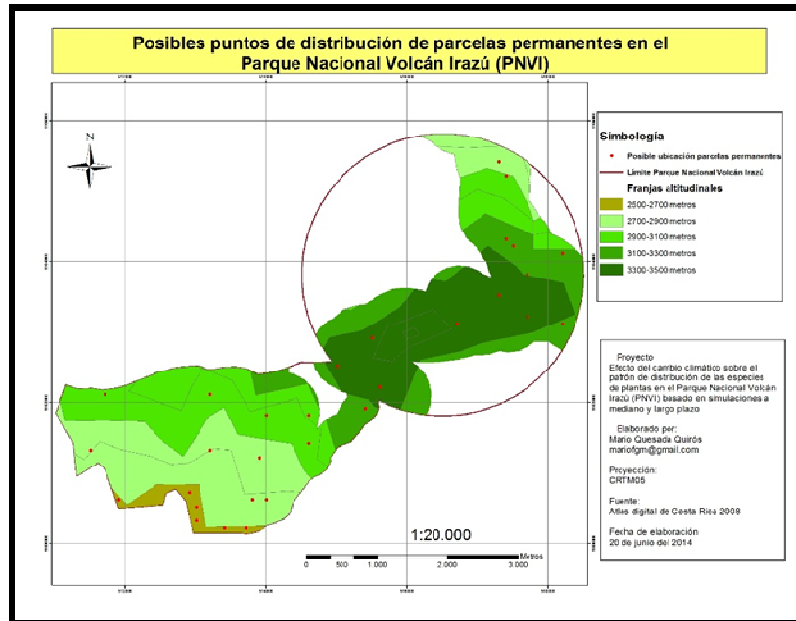 Posibles puntos de distribución de parcelas permanentes en el
Parque Nacional Volcán Irazú (PNVI)
N
Simbología
Posible ubicación parcelas permanentes
Limite Parque Nacional Volcán Irazú
Franjas altitudinales
2500-2700metros
2700-2900metros
2900-3100metros
3100-3300metros
3300-3500metros
Proyecto
Efecto del cambio climático sobre el
patrón de distribución de las especies
de plantas en el Parque Nacional Volcán
Irazú (PNVI) basado en simulaciones a
mediano y largo plazo
Elaborado por:
Mario Quesada Quirós
mariofgm@gmail.com
Proyección:
CRTM05
Fuente:
Atlas digital de Costa Rica 2009
Fecha de elaboración
20 de junio del 2014
1:20.000
Metros
0 500 1.000 2.000 3.000